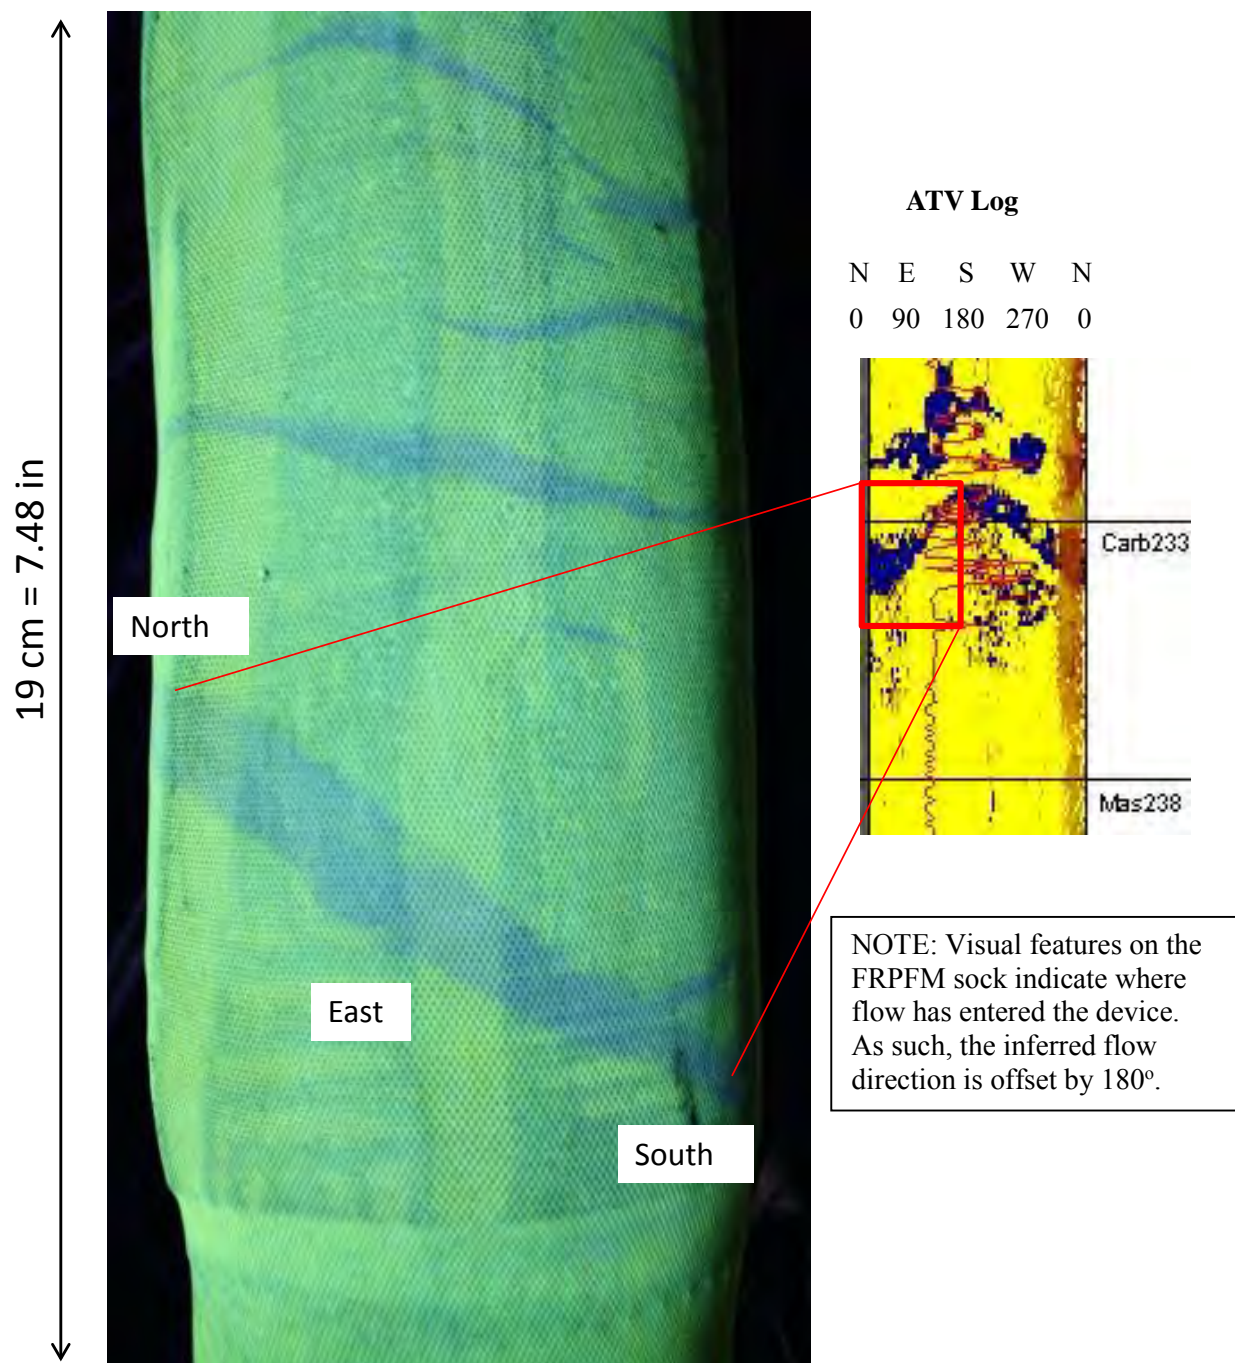 19 cm = 7.48 in
North
East
South
ATV Log
N E S W N
0 90 180 270 0
Carb233
Mas238
NOTE: Visual features on the
FRPFM sock indicate where
flow has entered the device.
As such, the inferred flow
direction is offset by 180º.